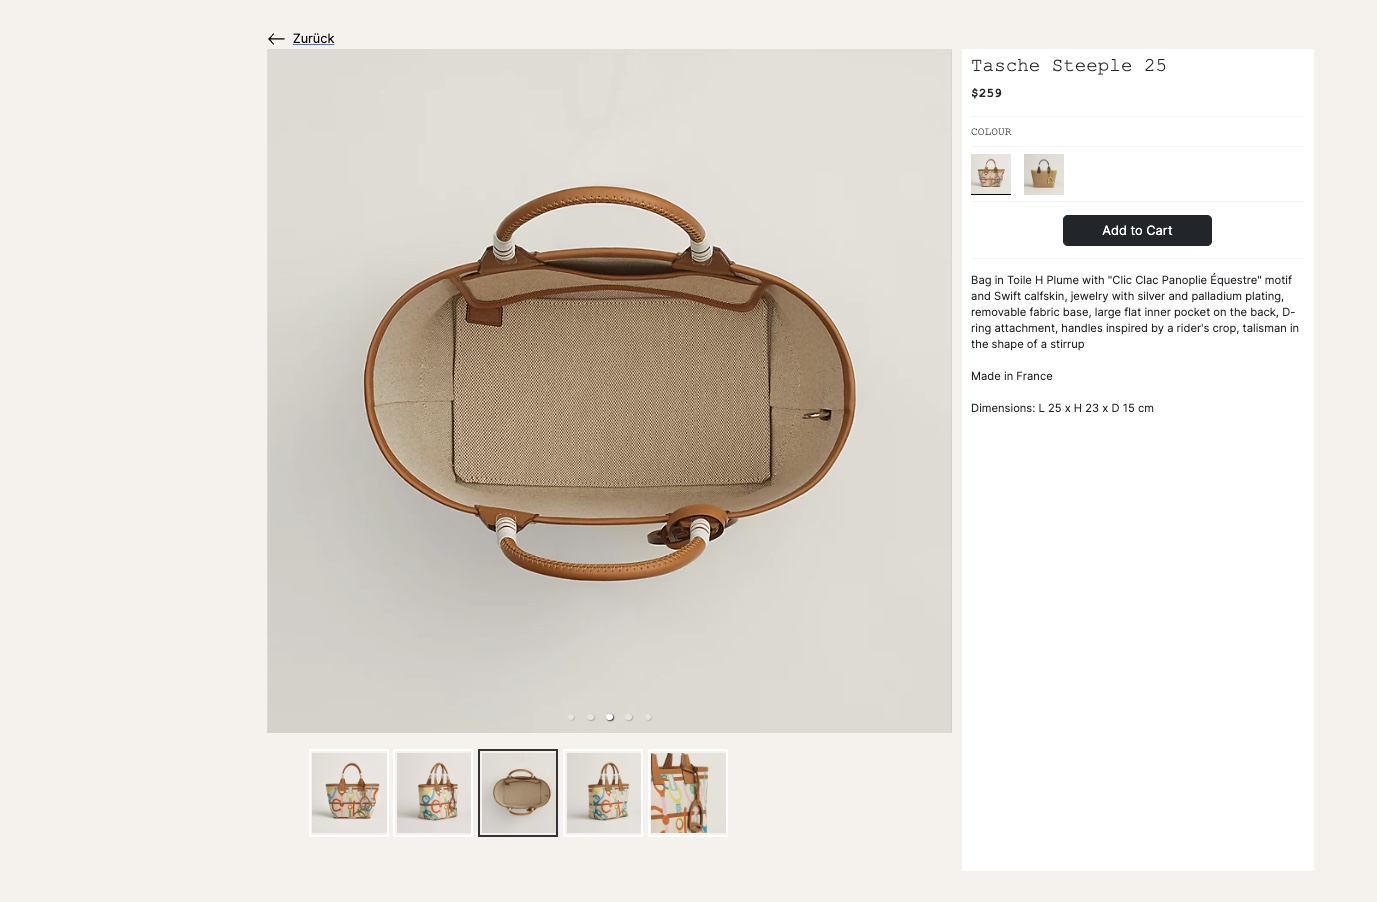 Zurück
Tasche Steeple 25
$259
COLOUR
Add to Cart
Bag in Toile H Plume with "Clic Clac Panoplie Équestre" motif
and Swift calfskin, jewelry with silver and palladium plating,
removable fabric base, large flat inner pocket on the back, D-
ring attachment, handles inspired by a rider's crop, talisman in
the shape of a stirrup
Made in France
Dimensions: L 25 x H 23 x D 15 cm